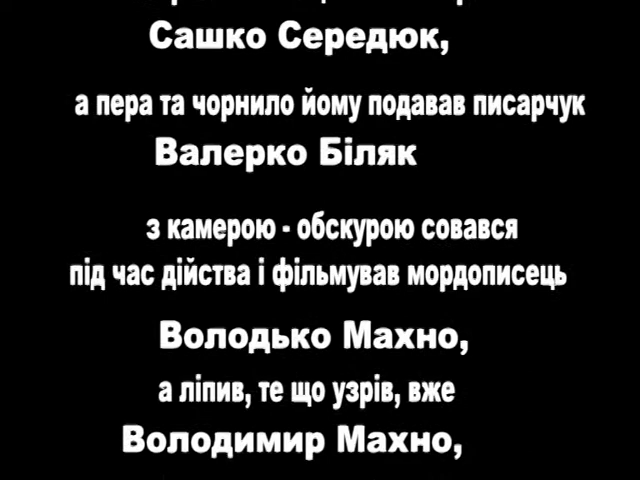 Сашко Середюк,
а пера та чорнило йому подавав писарчук
Валерко Біляк
з камерою - обскурою совався
під час дійства і фільмував мордописець
Володько Махно,
а ліпив, те що узрів, вже
Володимир Махно,